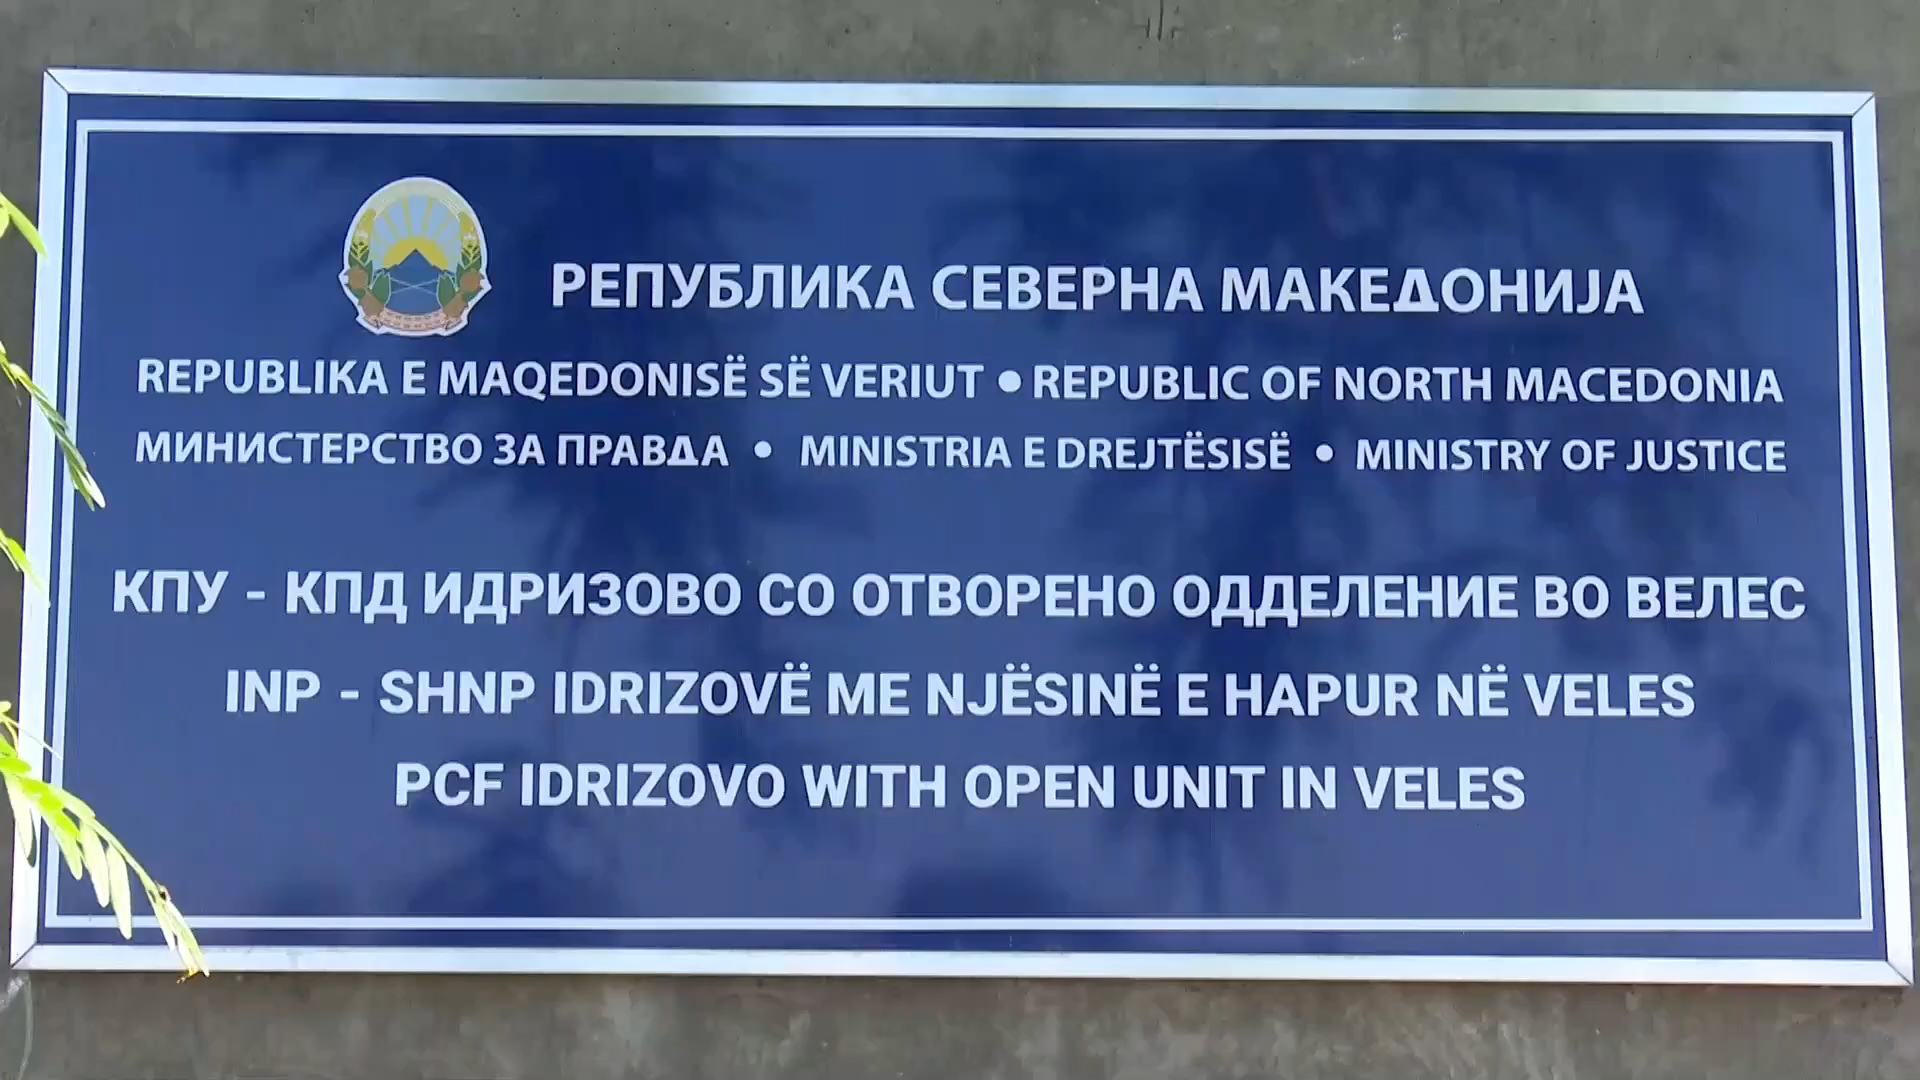 РЕПУБЛИКА СЕВЕРНА МАКЕДОНИЈА
REPUBLIKA E MAQEDONISË SË VERIUT • REPUBLIC OF NORTH MACEDONIA
МИНИСТЕРСТВО ЗА ПРАВДА • MINISTRIA E DREJTËSISË • MINISTRY OF JUSTICE
КПУ - КПД ИДРИЗОВО СО ОТВОРЕНО ОДДЕЛЕНИЕ ВО ВЕЛЕС
INP - SHNP IDRIZOVË ME NJËSINË E HAPUR NË VELES
PCF IDRIZOVO WITH OPEN UNIT IN VELES